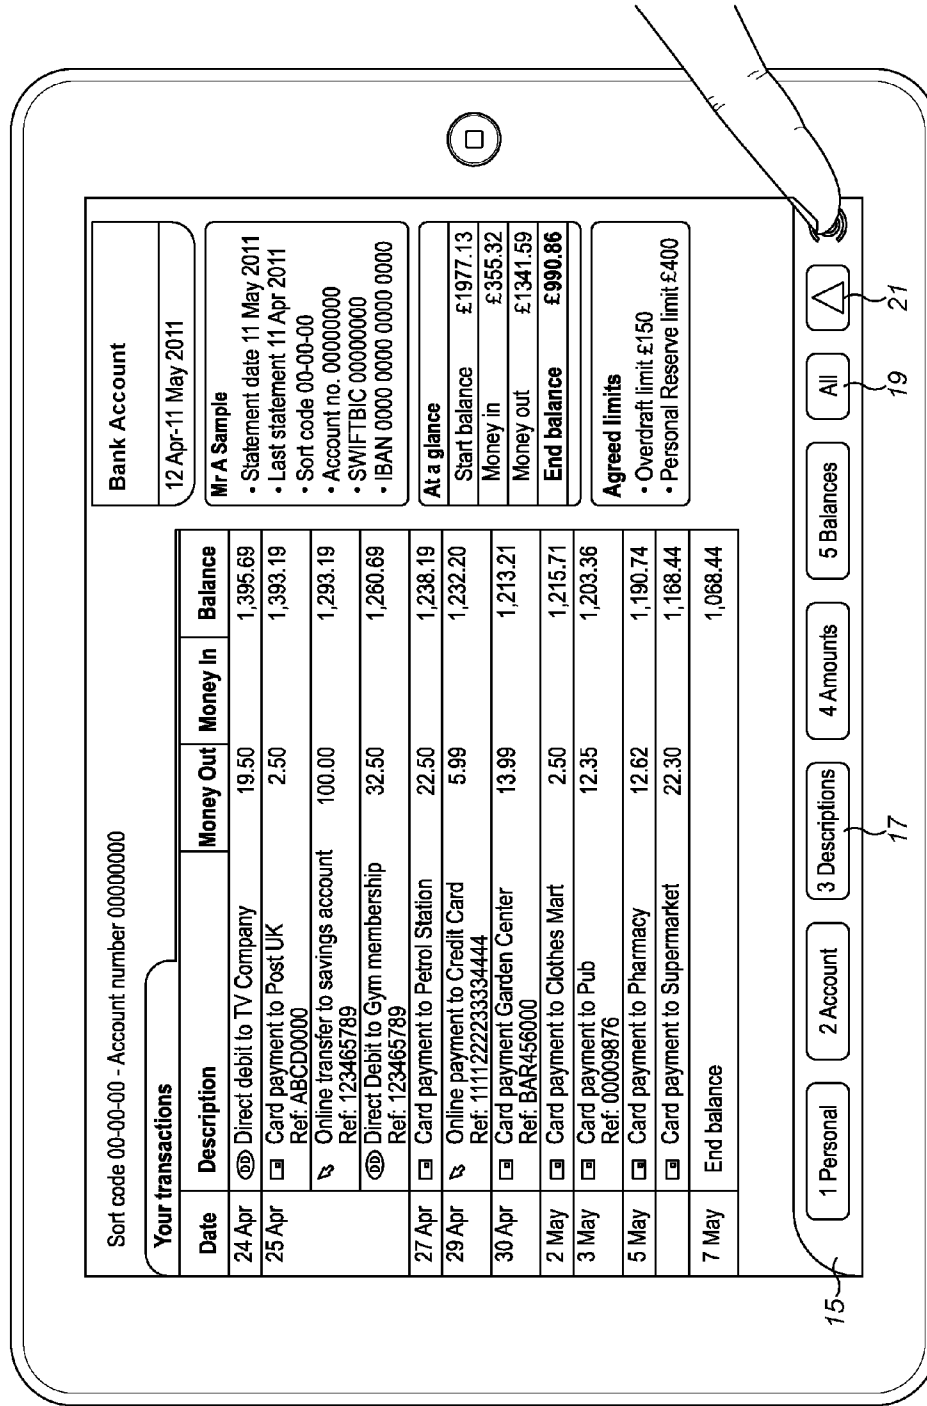 Sort code 00-00-00 - Account number 00000000
Your transactions
Date Description Money Out Money In Balance
24 Apr DD Direct debit to TV Company 19.50 1,395.69
25 Apr Card payment to Post UK 2.50 1,393.19
Ref: ABCD0000
Online transfer to savings account 100.00 1,293.19
Ref: 123465789
DD Direct Debit to Gym membership 32.50 1,260.69
Ref: 123465789
27 Apr Card payment to Petrol Station 22.50 1,238.19
29 Apr Online payment to Credit Card 5.99 1,232.20
Ref: 1111222233334444
30 Apr Card payment Garden Center 13.99 1,213.21
Ref. BAR456000
2 May Card payment to Clothes Mart 2.50 1,215.71
3 May Card payment to Pub 12.35 1,203.36
Ref: 00009876
5 May Card payment to Pharmacy 12.62 1,190.74
Card payment to Supermarket 22.30 1,168.44
7 May End balance 1,068.44
Bank Account
12 Apr-11 May 2011
Mr A Sample
• Statement date 11 May 2011
• Last statement 11 Apr 2011
• Sort code 00-00-00
• Account no. 00000000
• SWIFTBIC 00000000
• IBAN 0000 0000 0000 0000 0000
At a glance
Start balance £1977.13
Money in £355.32
Money out £1341.59
End balance £990.86
Agreed limits
• Overdraft limit £150
• Personal Reserve limit £400
1 Personal 2 Account 3 Descriptions 4 Amounts 5 Balances All
15 17 19 21